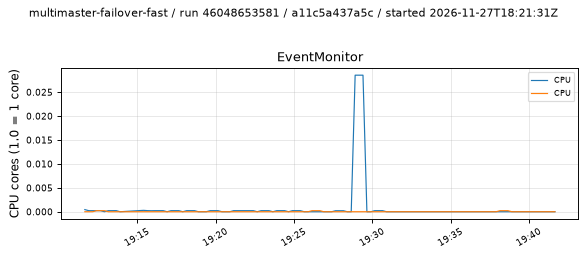 multimaster-failover-fast / run 46048653581 / a11c5a437a5c / started 2026-11-27T18:21:31Z
EventMonitor
CPU cores (1.0 = 1 core)
0.025
0.020
0.015
0.010
0.005
0.000
CPU
CPU
19:15
19:20
19:25
19:30
19:35
19:40